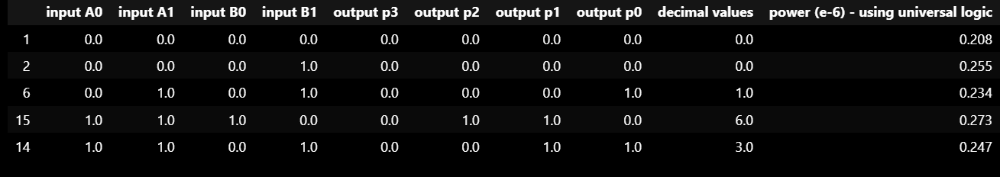 input A0 input A1 input B0 input B1 output p3 output p2 output p1 output p0 decimal values power (e-6) - using universal logic
1 0.0 0.0 0.0 0.0 0.0 0.0 0.0 0.0 0.0 0.208
2 0.0 0.0 0.0 1.0 0.0 0.0 0.0 0.0 0.0 0.255
6 0.0 1.0 0.0 1.0 0.0 0.0 0.0 1.0 1.0 0.234
15 1.0 1.0 1.0 0.0 0.0 1.0 1.0 0.0 6.0 0.273
14 1.0 1.0 0.0 1.0 0.0 0.0 1.0 1.0 3.0 0.247